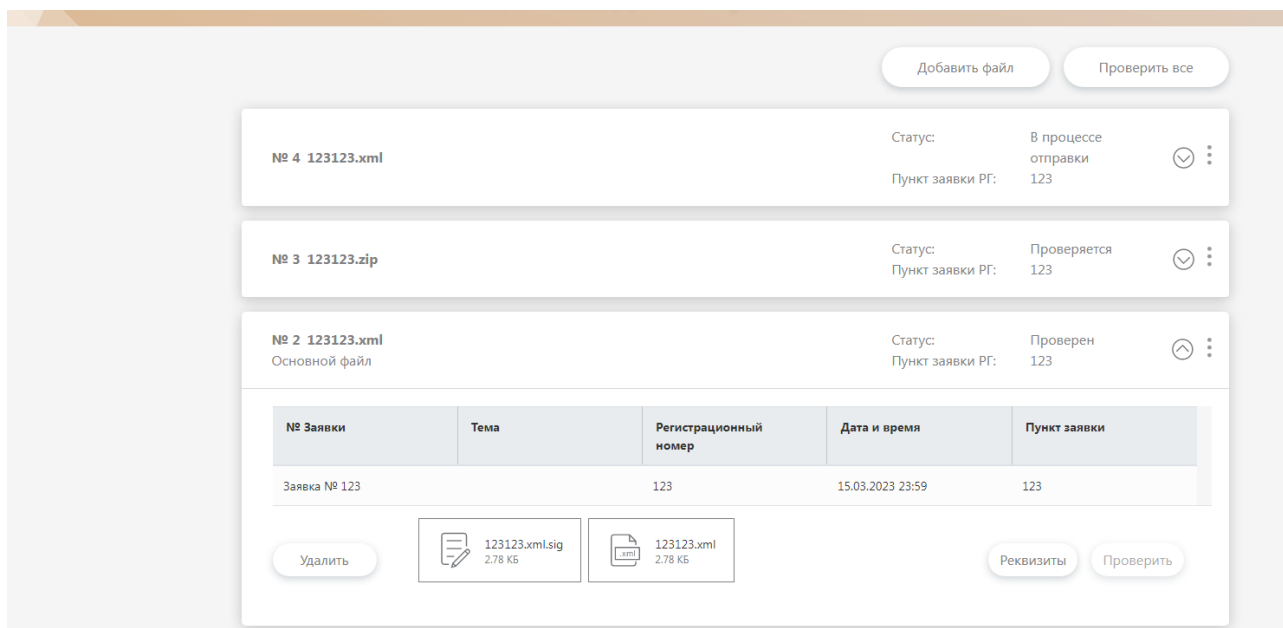 Добавить файл Проверить все
№ 4 123123.xml
Статус: В процессе
отправки
Пункт заявки РГ: 123
№ 3 123123.zip
Статус: Проверяется
Пункт заявки РГ: 123
№ 2 123123.xml
Основной файл
Статус: Проверен
Пункт заявки РГ: 123
№ Заявки Тема Регистрационный номер Дата и время Пункт заявки
Заявка № 123 123 15.03.2023 23:59 123
Удалить
123123.xml.sig
2.78 КБ
.xml
123123.xml
2.78 КБ
Реквизиты Проверить